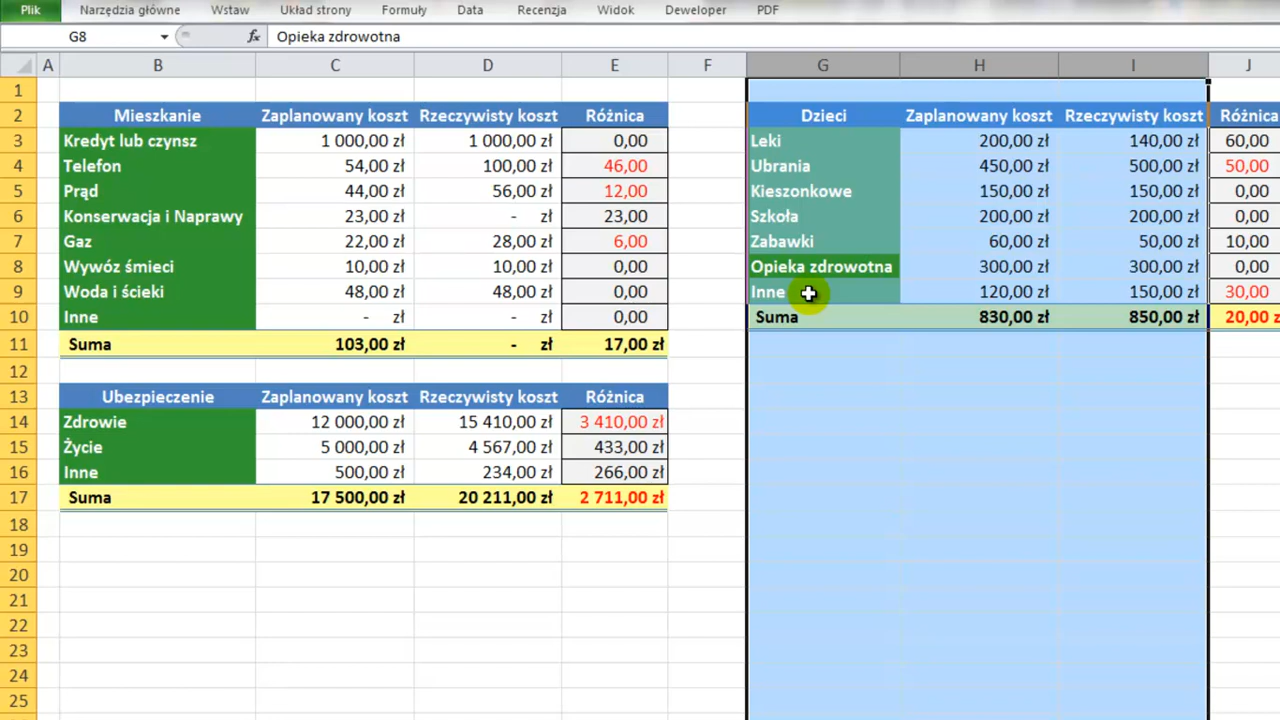 Plik Narzędzia główne Wstaw Układ strony Formuły Data Recenzja Widok Deweloper PDF
G8 fx Opieka zdrowotna
A B C D E F G H I J
1
2 Mieszkanie Zaplanowany koszt Rzeczywisty koszt Różnica Dzieci Zaplanowany koszt Rzeczywisty koszt Różnica
3 Kredyt lub czynsz 1 000,00 zł 1 000,00 zł 0,00 Leki 200,00 zł 140,00 zł 60,00
4 Telefon 54,00 zł 100,00 zł 46,00 Ubrania 450,00 zł 500,00 zł 50,00
5 Prąd 44,00 zł 56,00 zł 12,00 Kieszonkowe 150,00 zł 150,00 zł 0,00
6 Konserwacja i Naprawy 23,00 zł - zł 23,00 Szkoła 200,00 zł 200,00 zł 0,00
7 Gaz 22,00 zł 28,00 zł 6,00 Zabawki 60,00 zł 50,00 zł 10,00
8 Wywóz śmieci 10,00 zł 10,00 zł 0,00 Opieka zdrowotna 300,00 zł 300,00 zł 0,00
9 Woda i ścieki 48,00 zł 48,00 zł 0,00 Inne 120,00 zł 150,00 zł 30,00
10 Inne - zł - zł 0,00 Suma 830,00 zł 850,00 zł 20,00 z
11 Suma 103,00 zł - zł 17,00 zł
12
13 Ubezpieczenie Zaplanowany koszt Rzeczywisty koszt Różnica
14 Zdrowie 12 000,00 zł 15 410,00 zł 3 410,00 zł
15 Życie 5 000,00 zł 4 567,00 zł 433,00 zł
16 Inne 500,00 zł 234,00 zł 266,00 zł
17 Suma 17 500,00 zł 20 211,00 zł 2 711,00 zł
18
19
20
21
22
23
24
25